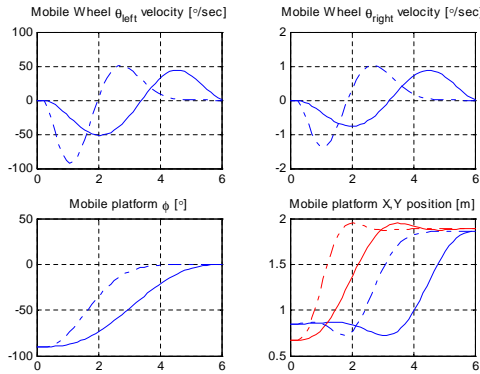 Mobile Wheel θleft velocity [°/sec]
Mobile Wheel θright velocity [°/sec]
100
50
0
-50
-100
0 2 4 6
2
1
0
-1
-2
0 2 4 6
Mobile platform ϕ [°]
Mobile platform X,Y position [m]
50
0
-50
-100
0 2 4 6
2
1.5
1
0.5
0 2 4 6